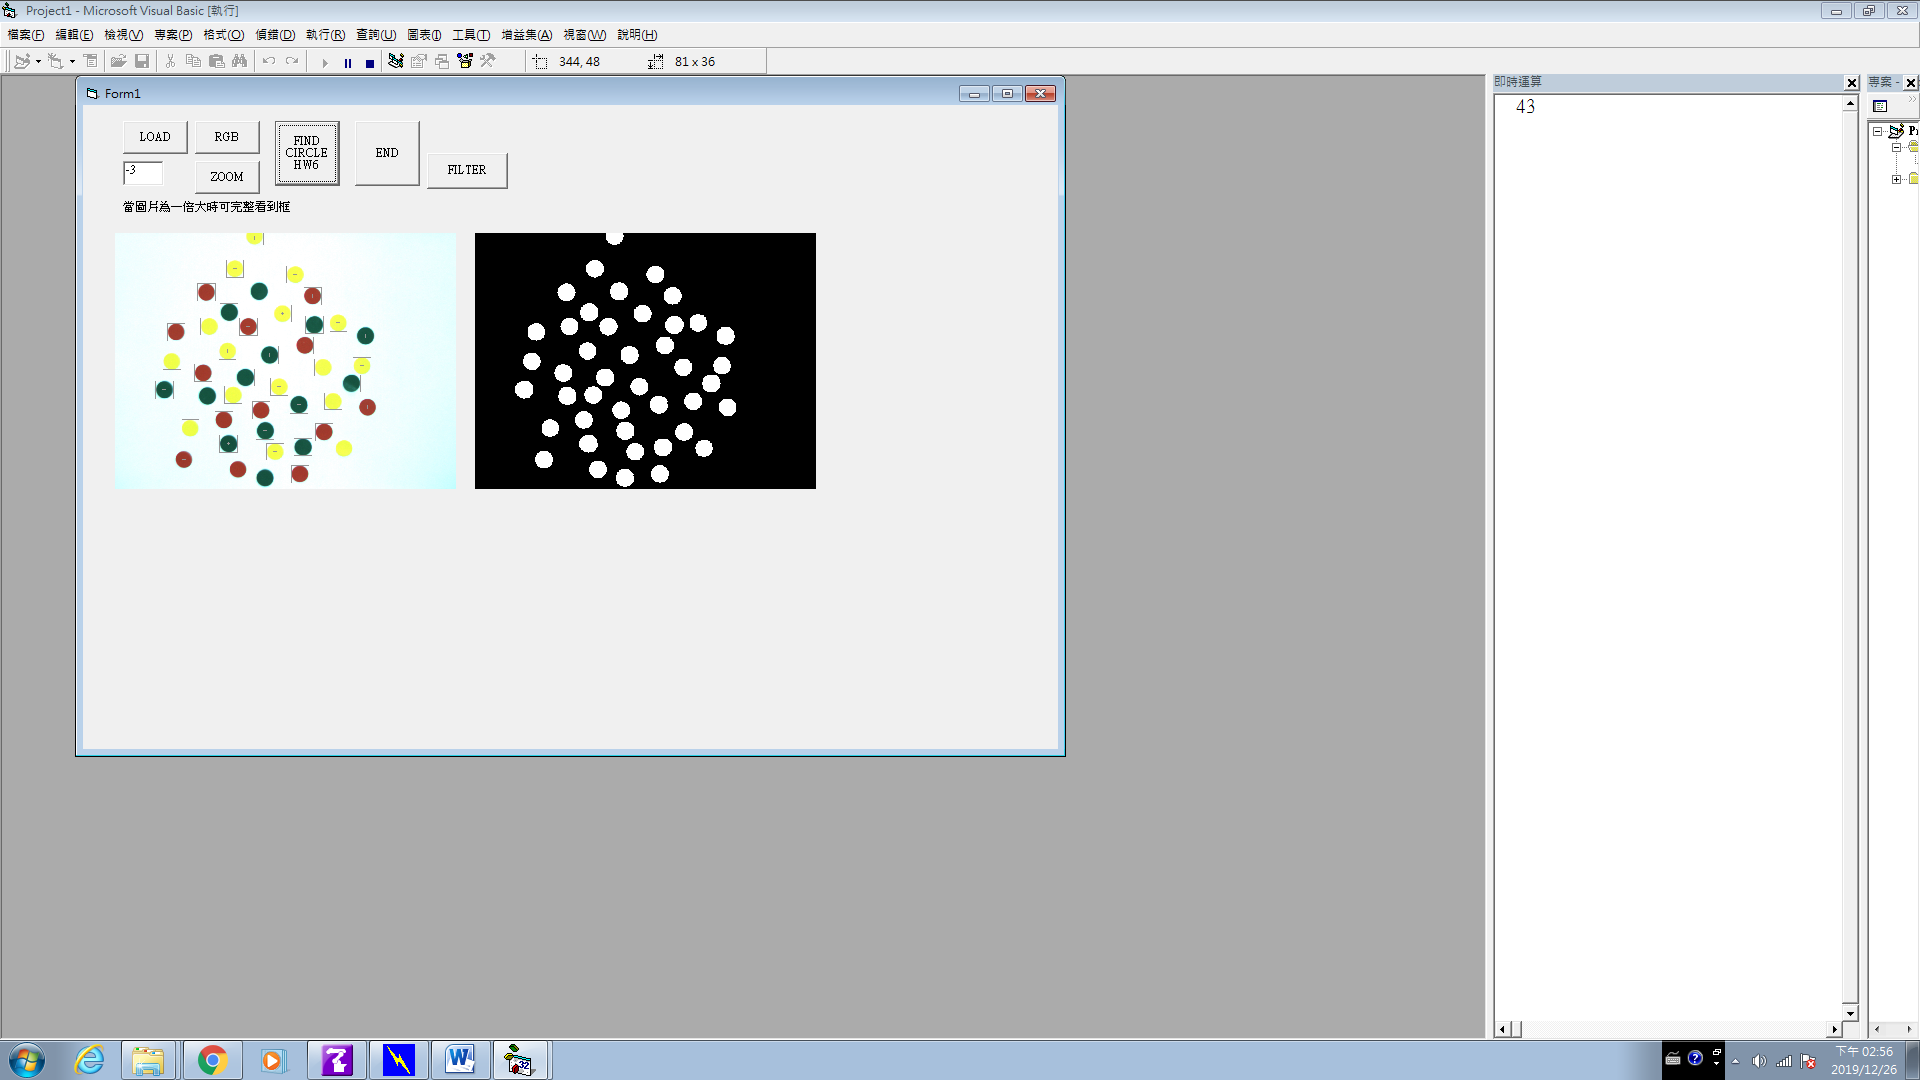 Project1 - Microsoft Visual Basic [執行]
檔案(F) 編輯(E) 檢視(V) 專案(P) 格式(O) 偵錯(D) 執行(R) 查詢(U) 圖表(I) 工具(T) 增益集(A) 視窗(W) 說明(H)
344, 48 81 x 36
Form1
LOAD RGB FIND CIRCLE HW6 END FILTER
-3 ZOOM
當圖片為一倍大時可完整看到框
即時運算
43
專案 -
下午 02:56
2019/12/26